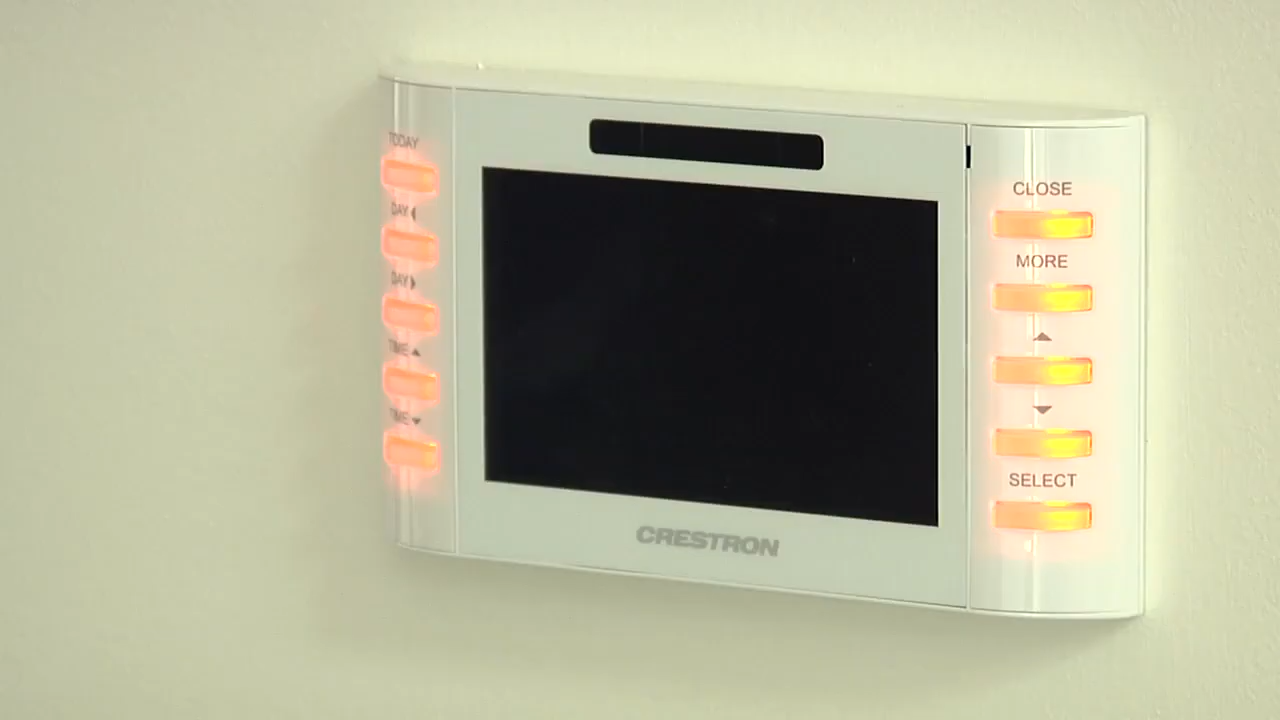 TODAY
DAY◀
DAY▶
TIME▲
TIME▼
CLOSE
MORE
▲
▼
SELECT
CRESTRON